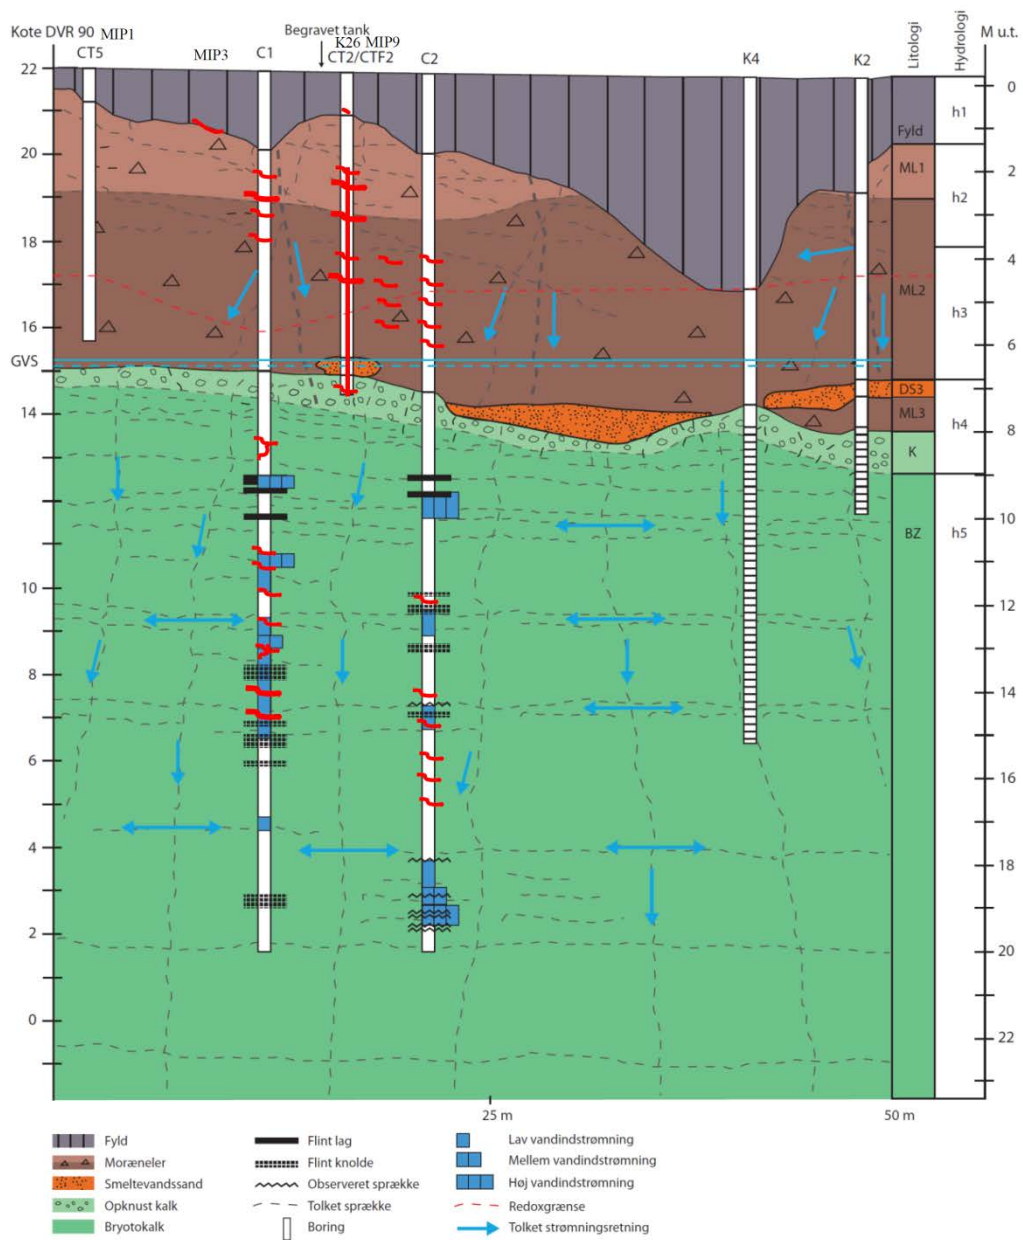 Kote DVR 90 MIP1
Begravet tank
M u.t.
CT5
MIP3
C1
K26 MIP9
CT2/CTF2
C2
K4
K2
Litologi
Hydrologi
22
20
18
16
GVS
14
10
8
6
4
2
0
Fyld
ML1
ML2
DS3
ML3
K
BZ
h1
h2
h3
h4
h5
0
2
4
6
8
10
12
14
16
18
20
22
25 m
50 m
Fyld
Moræneler
Smeltevandssand
Opknust kalk
Bryotokalk
Flint lag
Flint knolde
Observeret sprække
Tolket sprække
Boring
Lav vandindstrømning
Mellem vandindstrømning
Høj vandindstrømning
Redoxgrænse
Tolket strømningsretning